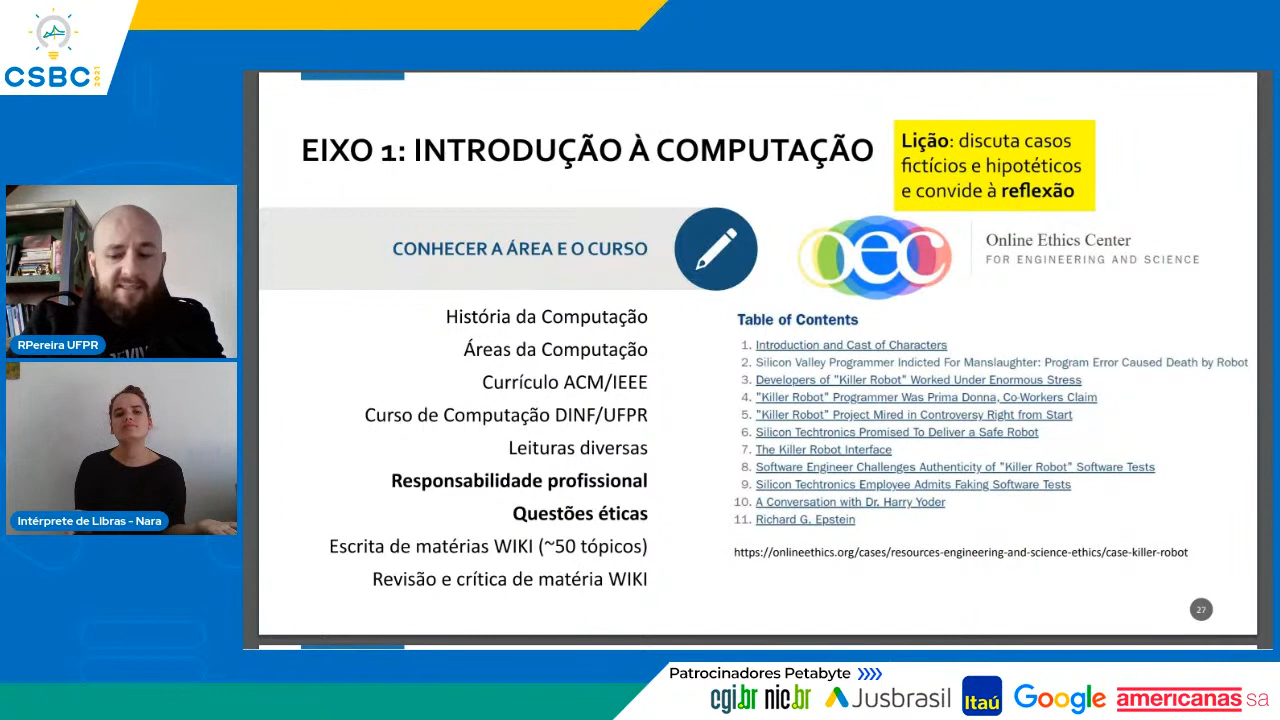 CSBC 2021
EIXO 1: INTRODUÇÃO À COMPUTAÇÃO
Lição: discuta casos
fictícios e hipotéticos
e convide à reflexão
CONHECER A ÁREA E O CURSO
oec
Online Ethics Center
FOR ENGINEERING AND SCIENCE
História da Computação
Áreas da Computação
Currículo ACM/IEEE
Curso de Computação DINF/UFPR
Leituras diversas
Responsabilidade profissional
Questões éticas
Escrita de matérias WIKI (~50 tópicos)
Revisão e crítica de matéria WIKI
Table of Contents
1. Introduction and Cast of Characters
2. Silicon Valley Programmer Indicted For Manslaughter: Program Error Caused Death by Robot
3. Developers of "Killer Robot" Worked Under Enormous Stress
4. "Killer Robot" Programmer Was Prima Donna, Co-Workers Claim
5. "Killer Robot" Project Mired in Controversy Right from Start
6. Silicon Techtronics Promised To Deliver a Safe Robot
7. The Killer Robot Interface
8. Software Engineer Challenges Authenticity of "Killer Robot" Software Tests
9. Silicon Techtronics Employee Admits Faking Software Tests
10. A Conversation with Dr. Harry Yoder
11. Richard G. Epstein
https://onlineethics.org/cases/resources-engineering-and-science-ethics/case-killer-robot
27
RPereira UFPR
Intérprete de Libras - Nara
Patrocinadores Petabyte
cgi.br nic.br Jusbrasil Itaú Google americanas sa